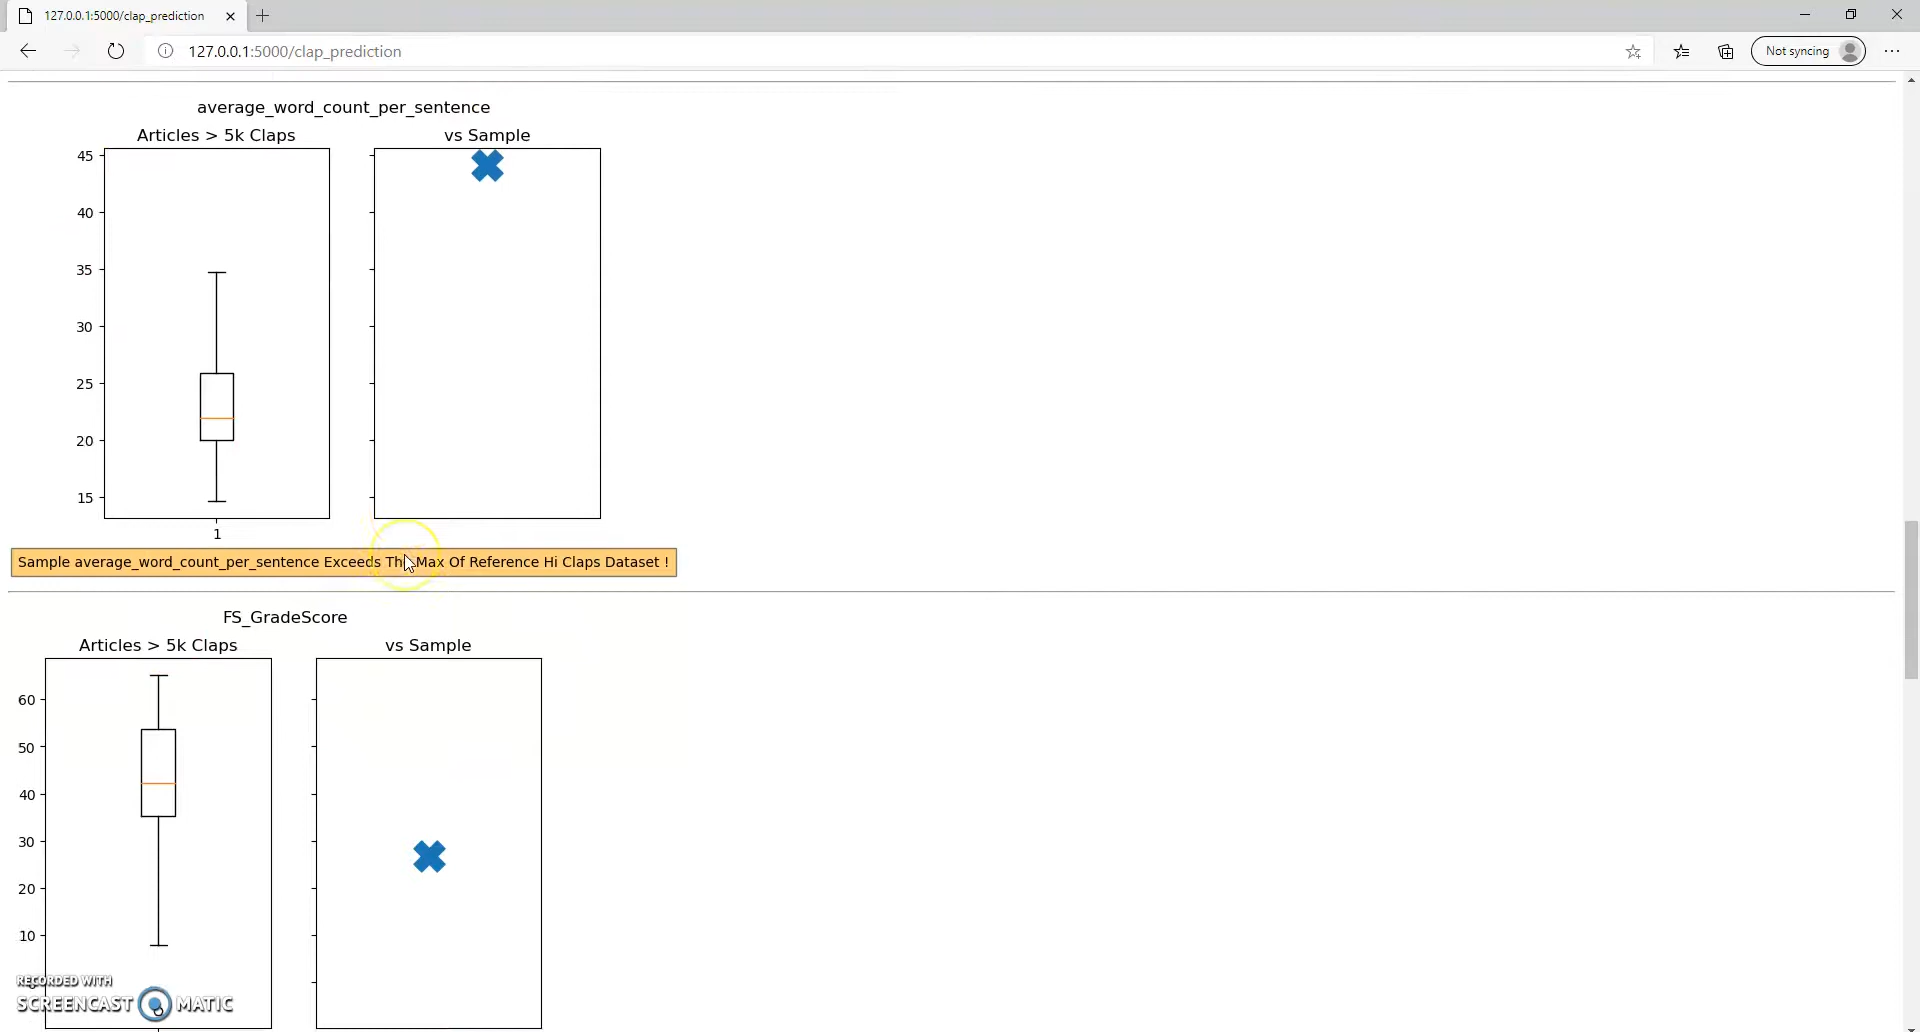 127.0.0.1:5000/clap_prediction
127.0.0.1:5000/clap_prediction
Not syncing
average_word_count_per_sentence
Articles > 5k Claps
vs Sample
45
40
35
30
25
20
15
1
Sample average_word_count_per_sentence Exceeds The Max Of Reference Hi Claps Dataset !
FS_GradeScore
Articles > 5k Claps
vs Sample
60
50
40
30
20
10
0
RECORDED WITH
SCREENCAST MATIC